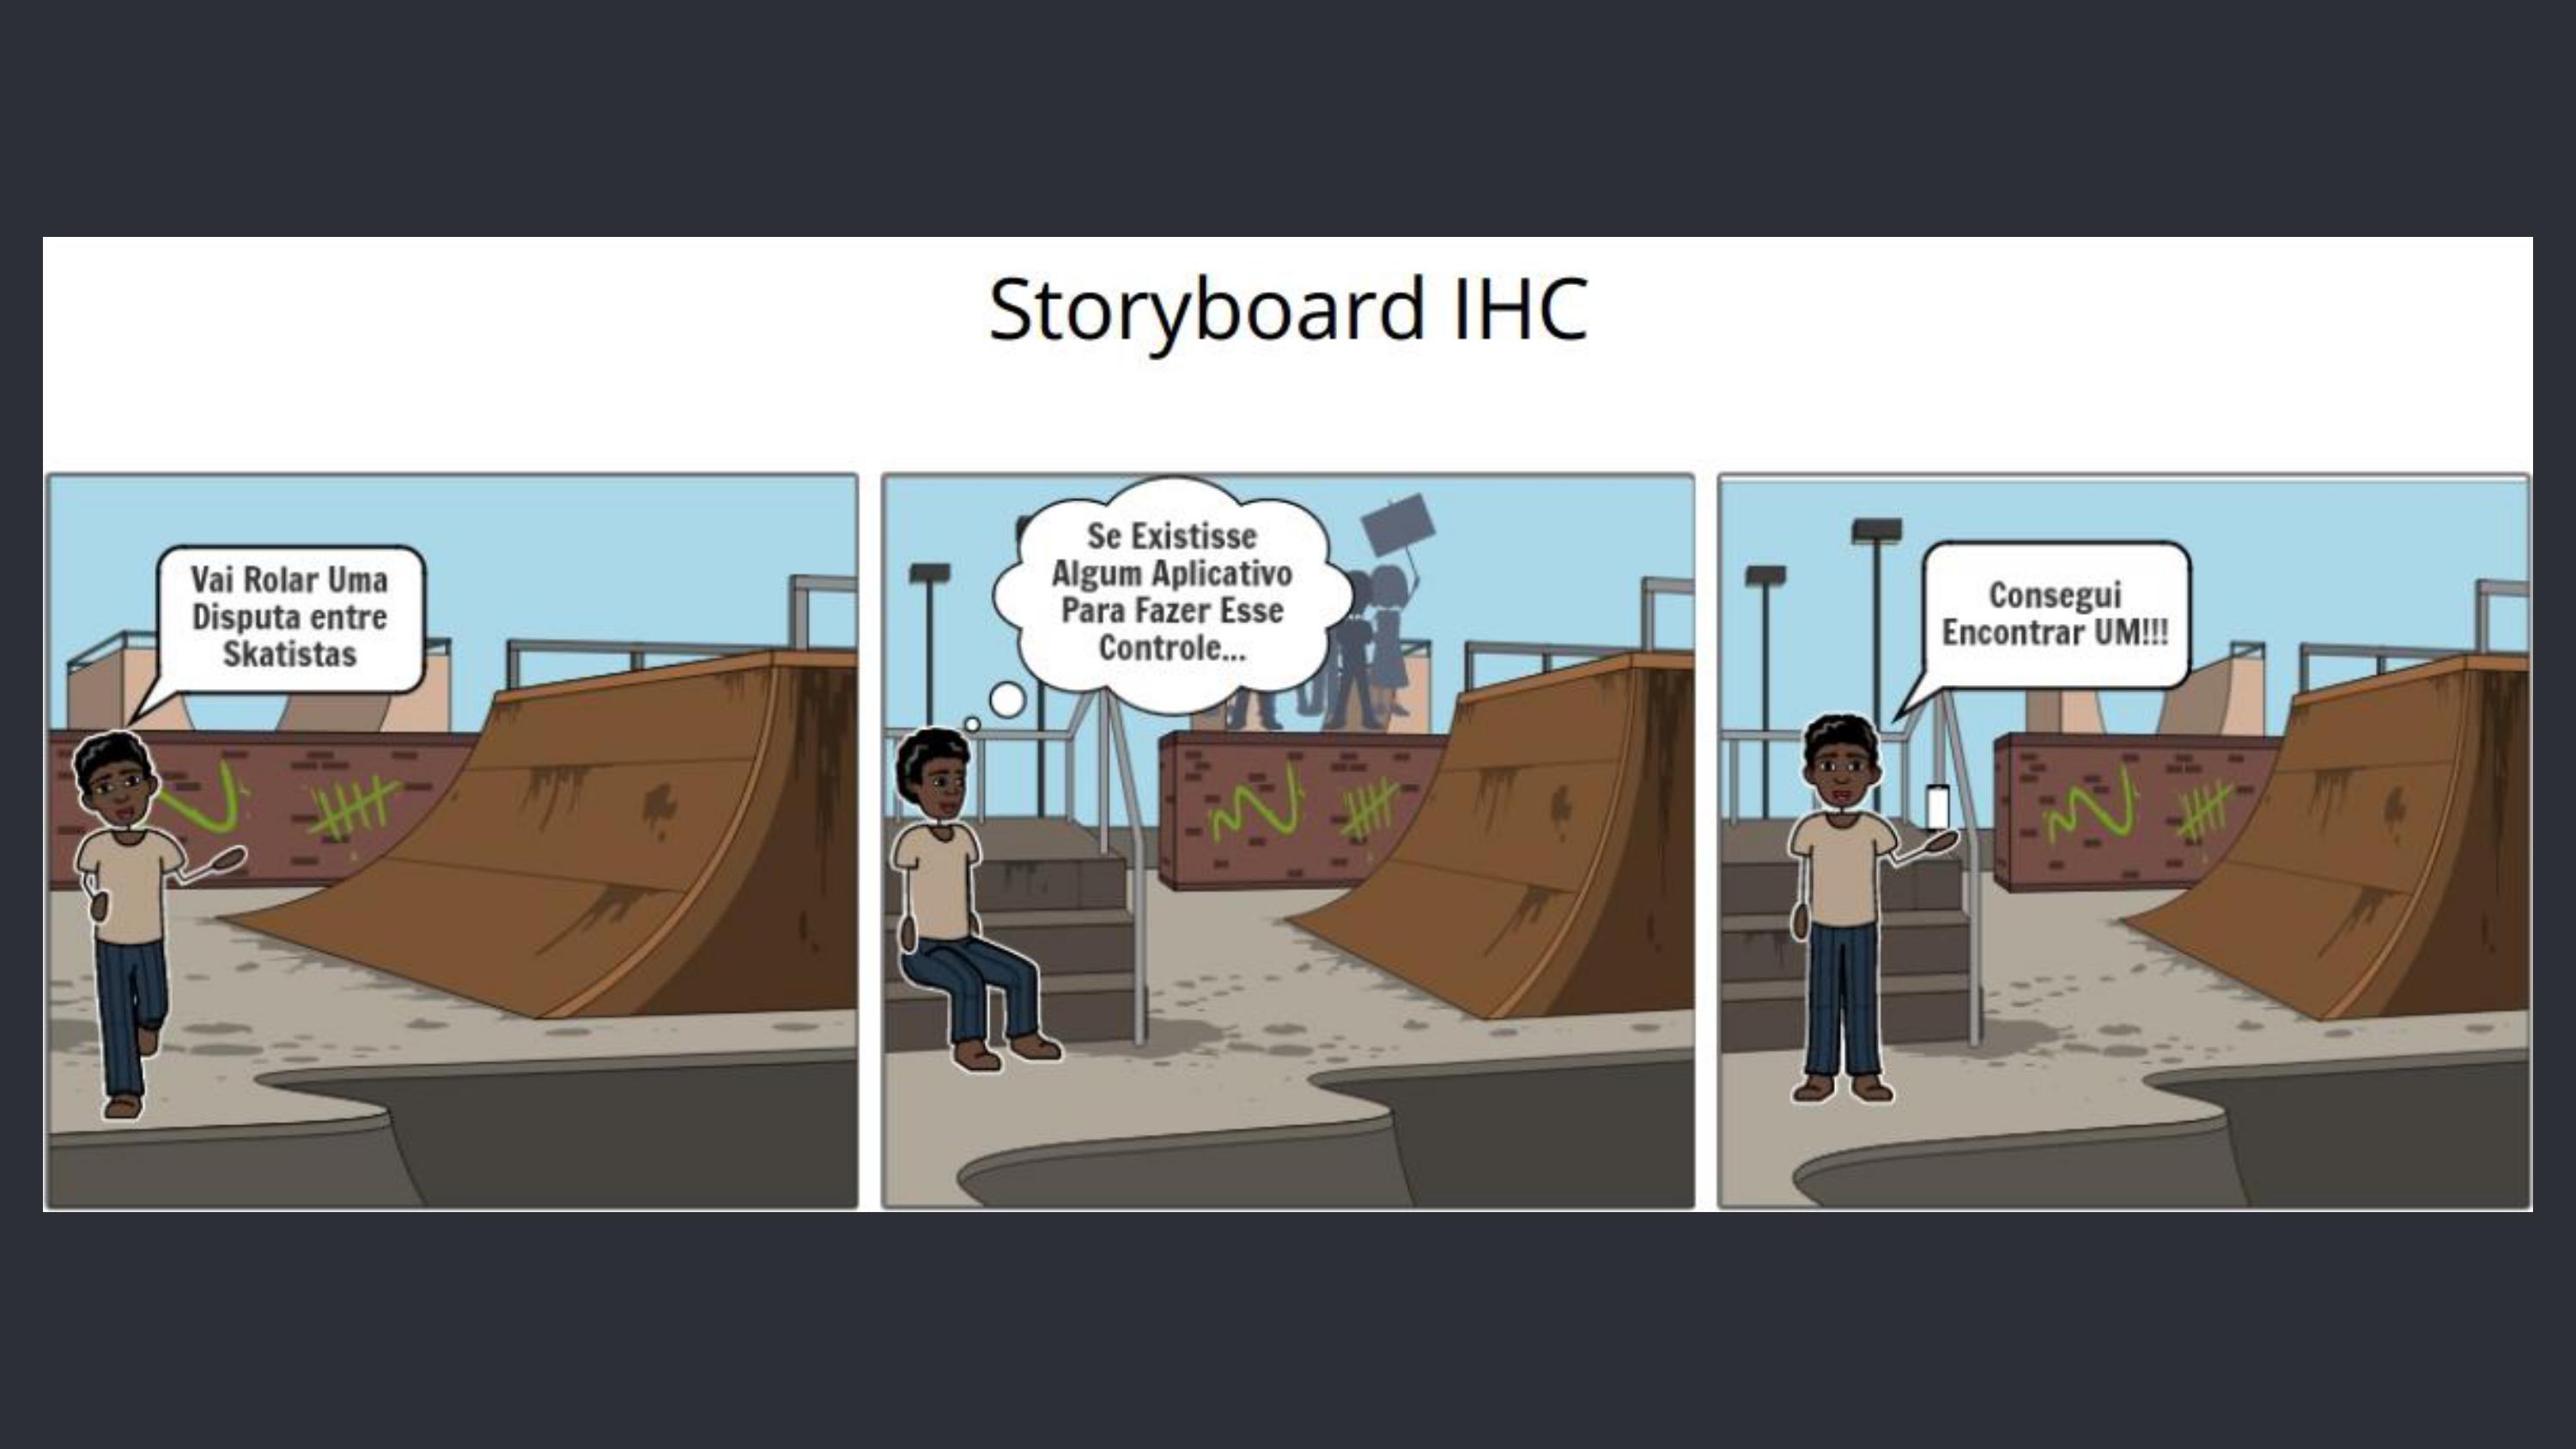 Storyboard IHC
Vai Rolar Uma
Disputa entre
Skatistas
Se Existisse
Algum Aplicativo
Para Fazer Esse
Controle...
Consegui
Encontrar UM!!!